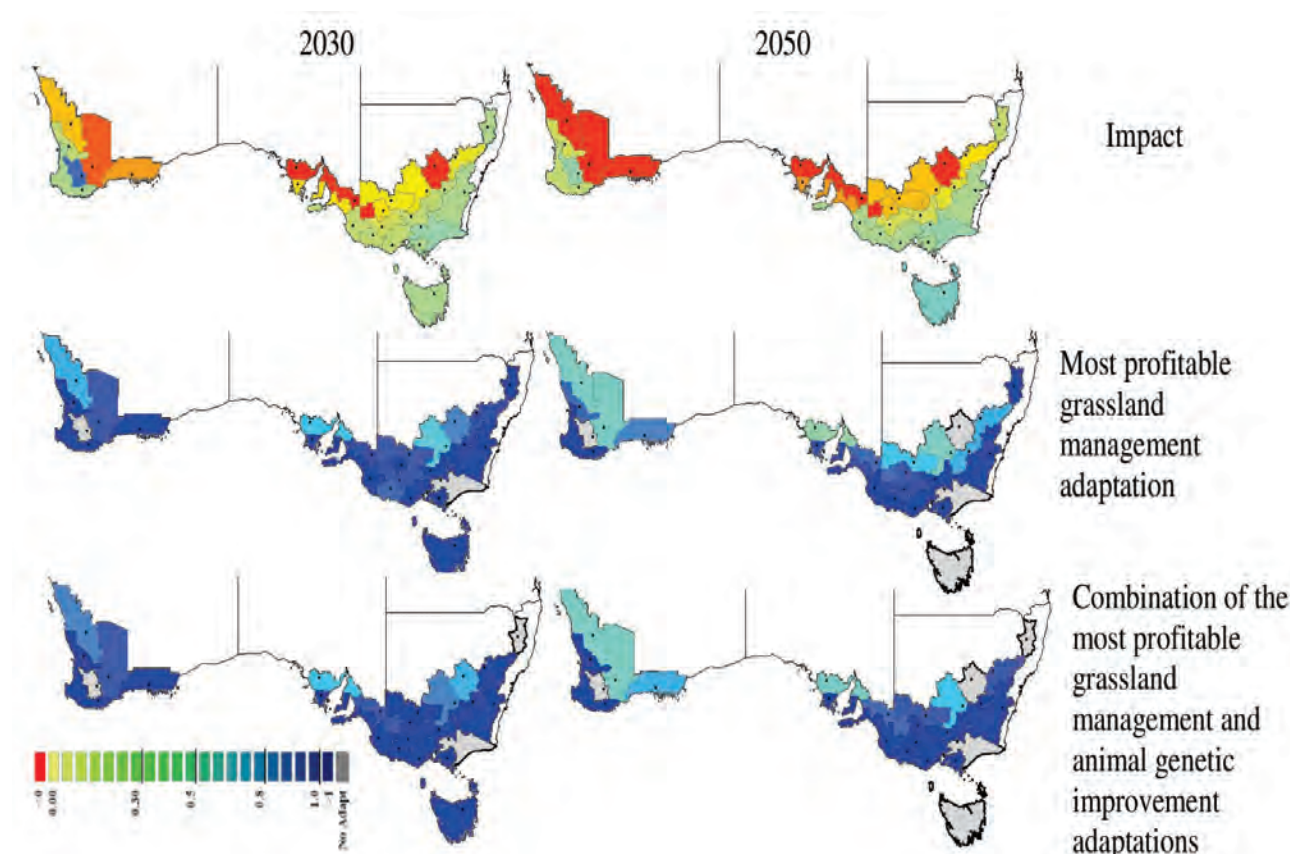 2030
2050
Impact
Most profitable
grassland
management
adaptation
Combination of the
most profitable
grassland
management and
animal genetic
improvement
adaptations
0.00
0.30
0.5
0.8
1.0
No Adapt